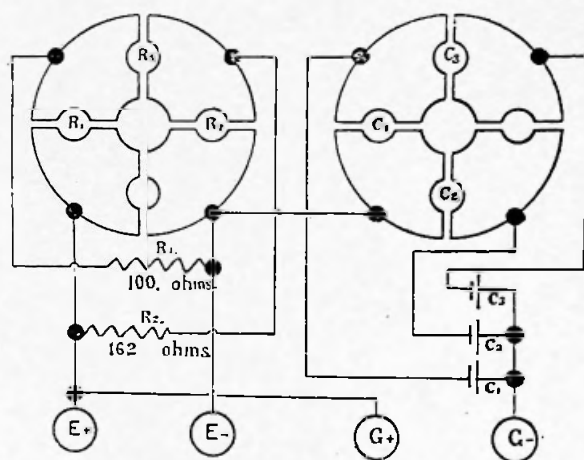 R3 C3
R1 R2 C1
C2
R1.
100. ohms.
C3
R2.
162 ohms.
C2
C1
E+ E- G+ G-